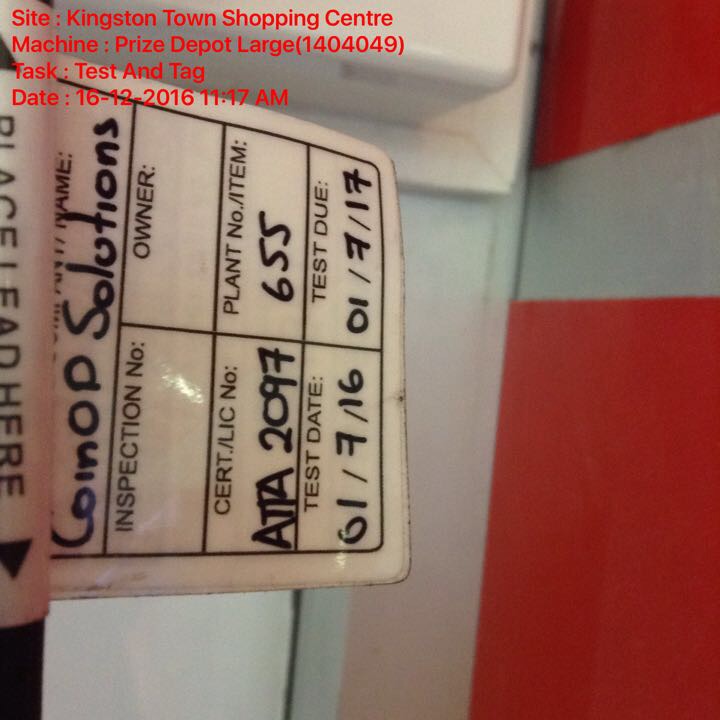 Site : Kingston Town Shopping Centre
Machine : Prize Depot Large(1404049)
Task : Test And Tag
Date : 16-12-2016 11:17 AM
PLACE LEAD HERE
NAME:
Coinop Solutions
INSPECTION No:
OWNER:
CERT./LIC No:
PLANT No./ITEM:
ATTA 2097
655
TEST DATE:
TEST DUE:
01/7/16
01/7/17